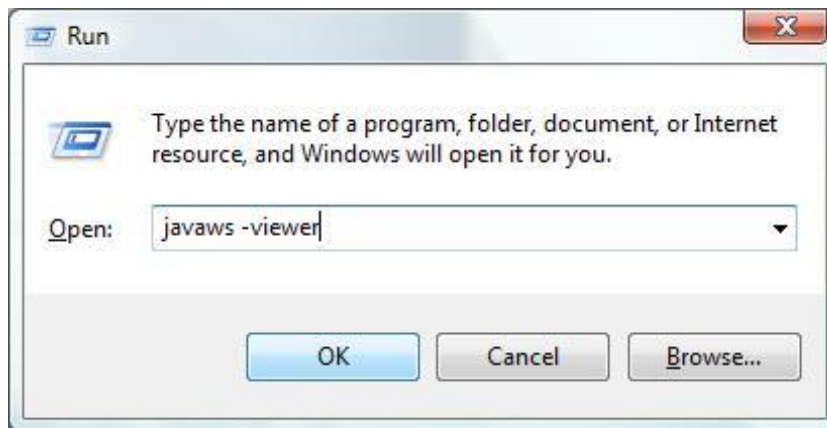 Run
Type the name of a program, folder, document, or Internet
resource, and Windows will open it for you.
Open: javaws -viewer
OK Cancel Browse...